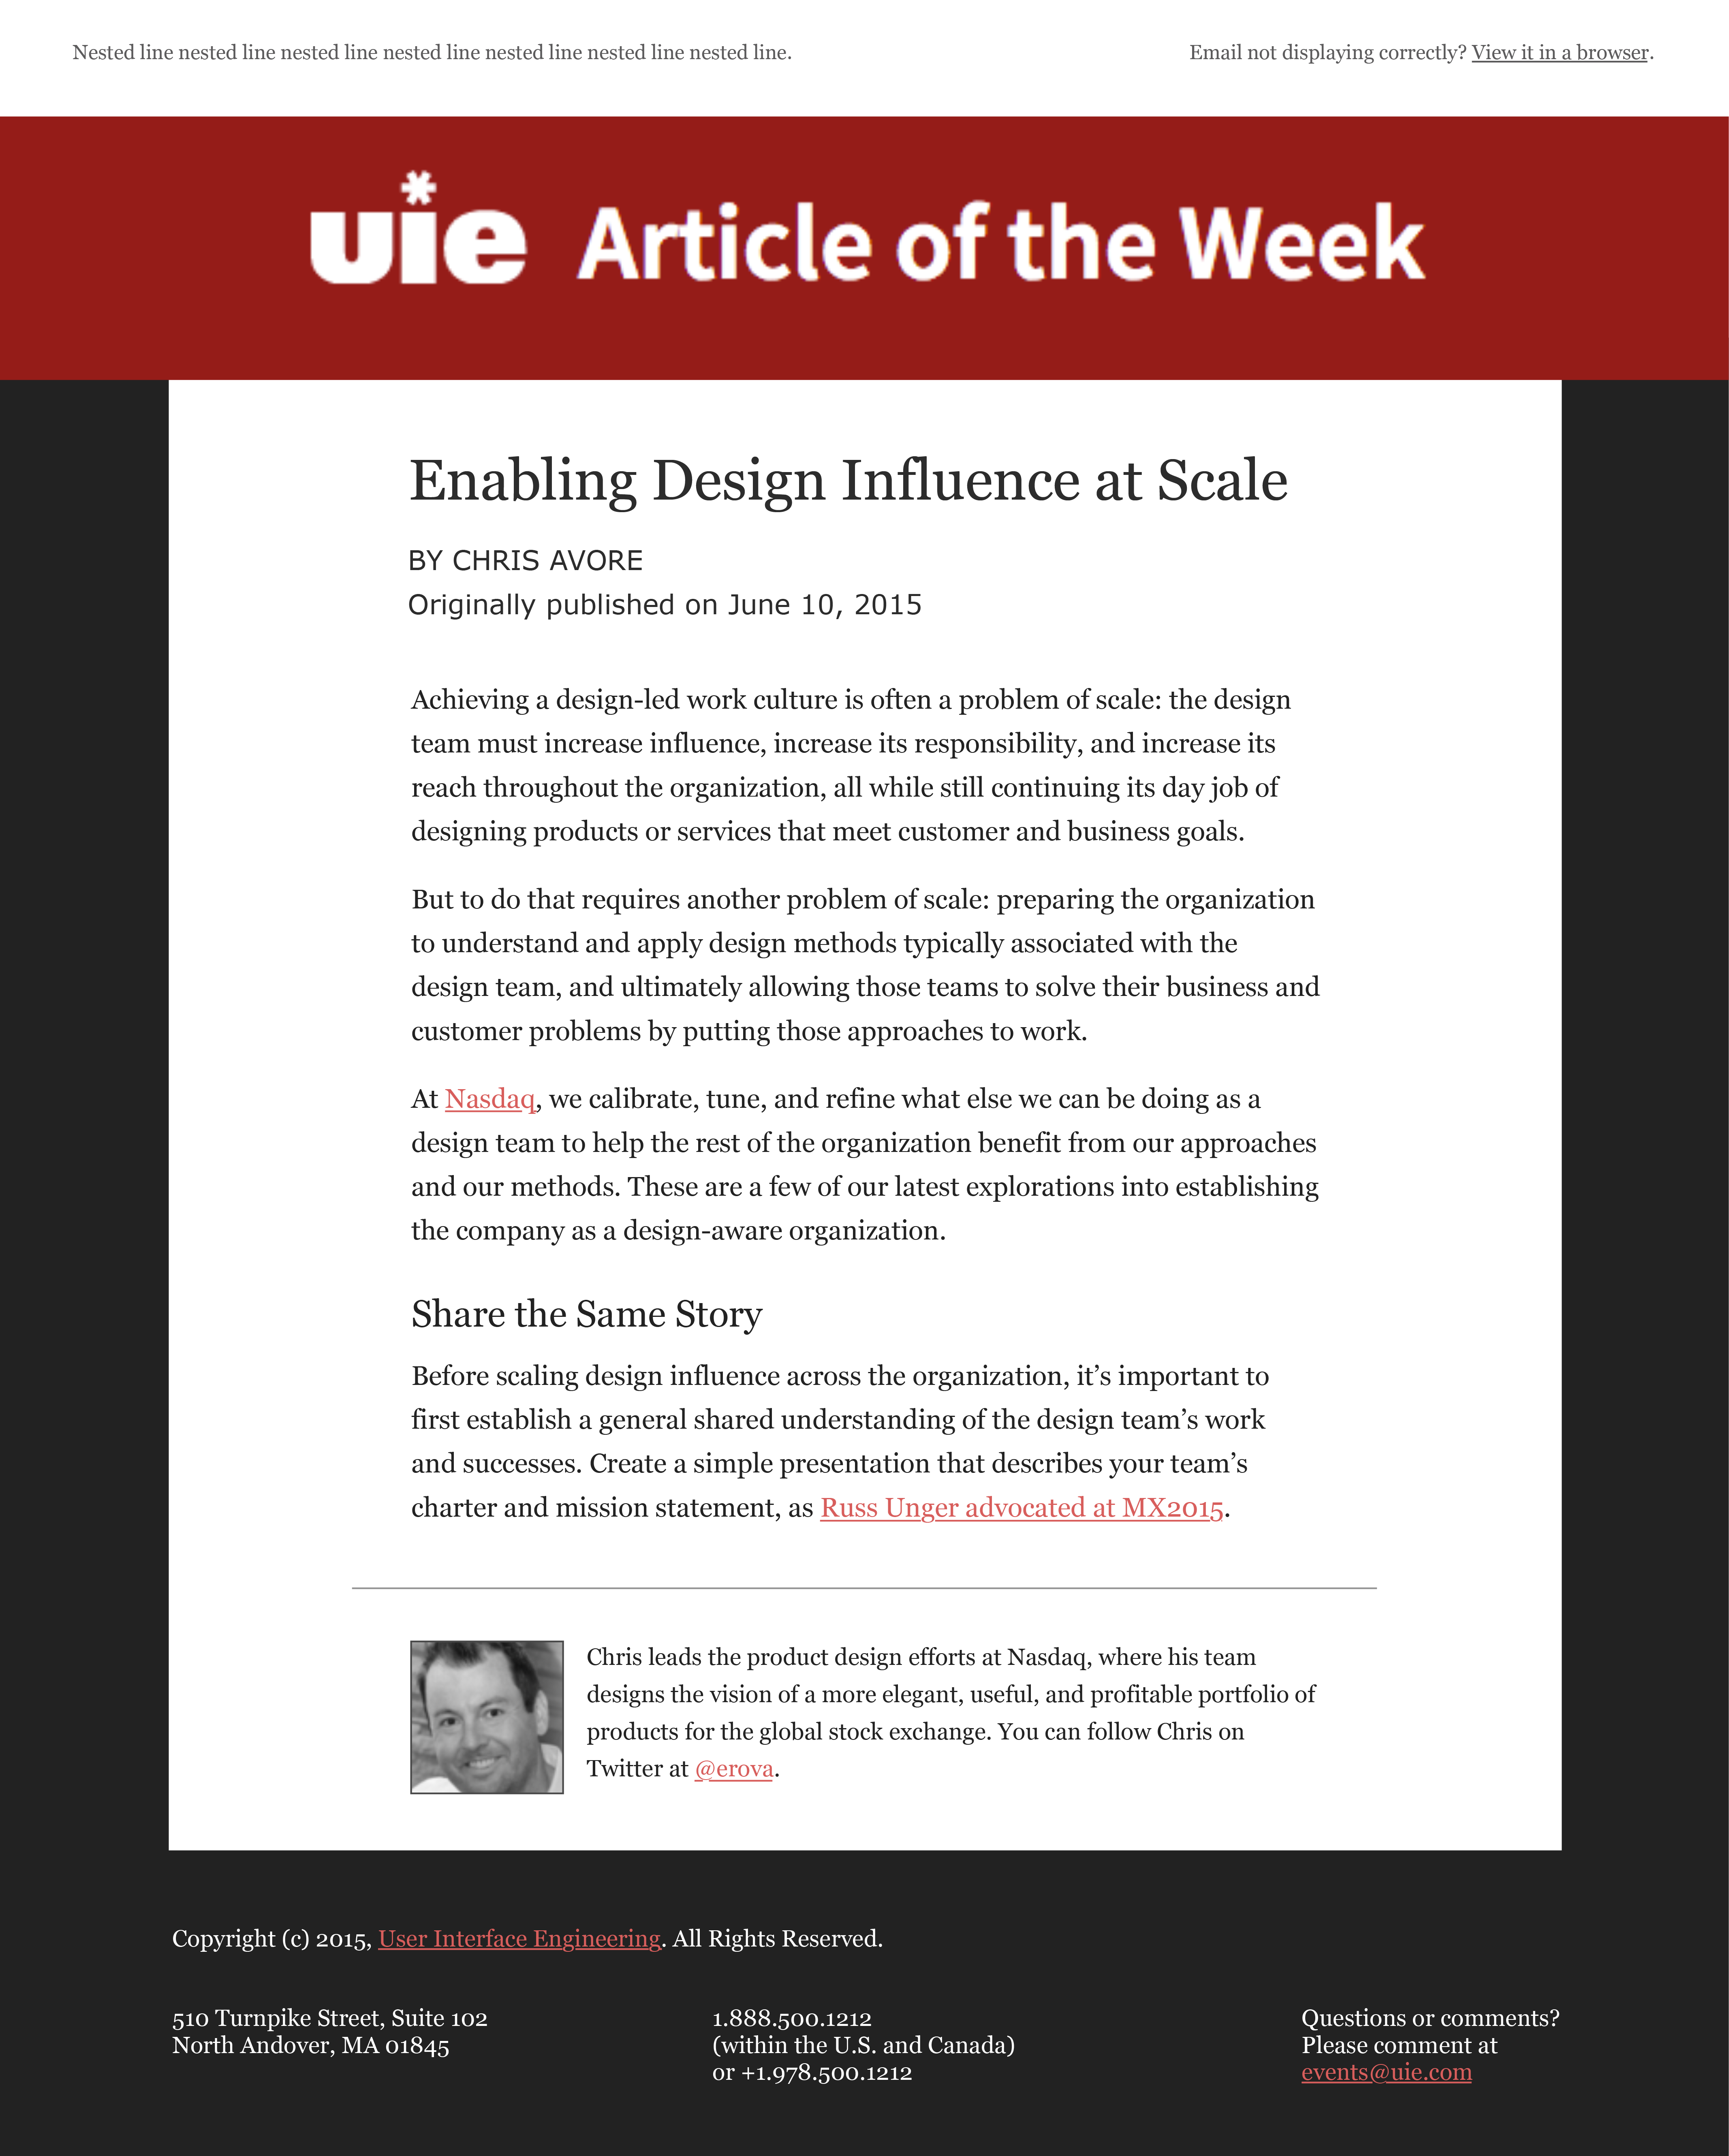 Nested line nested line nested line nested line nested line nested line nested line.
Email not displaying correctly? View it in a browser.
uie Article of the Week
Enabling Design Influence at Scale
BY CHRIS AVORE
Originally published on June 10, 2015
Achieving a design-led work culture is often a problem of scale: the design
team must increase influence, increase its responsibility, and increase its
reach throughout the organization, all while still continuing its day job of
designing products or services that meet customer and business goals.
But to do that requires another problem of scale: preparing the organization
to understand and apply design methods typically associated with the
design team, and ultimately allowing those teams to solve their business and
customer problems by putting those approaches to work.
At Nasdaq, we calibrate, tune, and refine what else we can be doing as a
design team to help the rest of the organization benefit from our approaches
and our methods. These are a few of our latest explorations into establishing
the company as a design-aware organization.
Share the Same Story
Before scaling design influence across the organization, it’s important to
first establish a general shared understanding of the design team’s work
and successes. Create a simple presentation that describes your team’s
charter and mission statement, as Russ Unger advocated at MX2015.
Chris leads the product design efforts at Nasdaq, where his team
designs the vision of a more elegant, useful, and profitable portfolio of
products for the global stock exchange. You can follow Chris on
Twitter at @erova.
Copyright (c) 2015, User Interface Engineering. All Rights Reserved.
510 Turnpike Street, Suite 102
North Andover, MA 01845
1.888.500.1212
(within the U.S. and Canada)
or +1.978.500.1212
Questions or comments?
Please comment at
events@uie.com